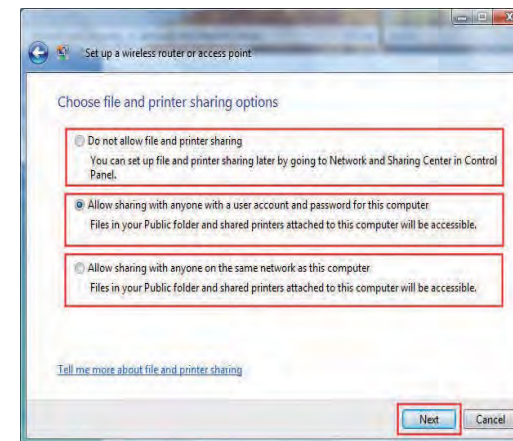 Set up a wireless router or access point
Choose file and printer sharing options
Do not allow file and printer sharing
You can set up file and printer sharing later by going to Network and Sharing Center in Control
Panel.
Allow sharing with anyone with a user account and password for this computer
Files in your Public folder and shared printers attached to this computer will be accessible.
Allow sharing with anyone on the same network as this computer
Files in your Public folder and shared printers attached to this computer will be accessible.
Tell me more about file and printer sharing
Next Cancel